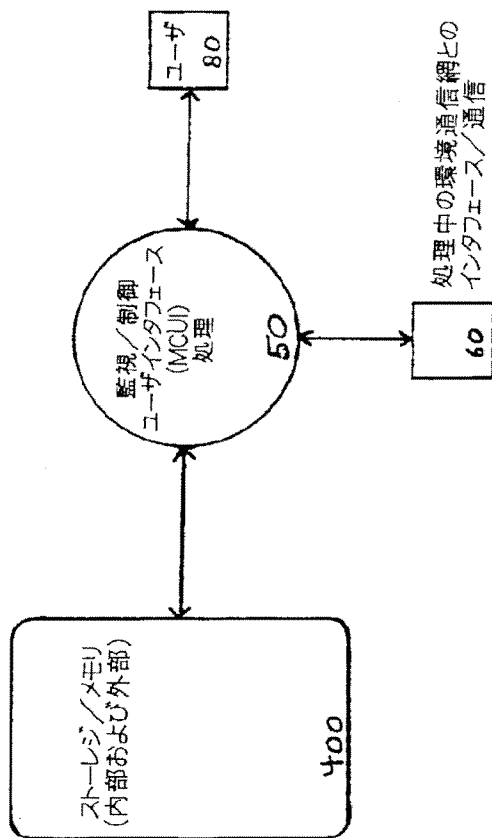 ストーレジ／メモリ
(内部および外部)
400
監視／制御
ユーザインタフェース
(MCUI)
処理
50
ユーザ
80
60
処理中の環境通信網との
インタフェース／通信